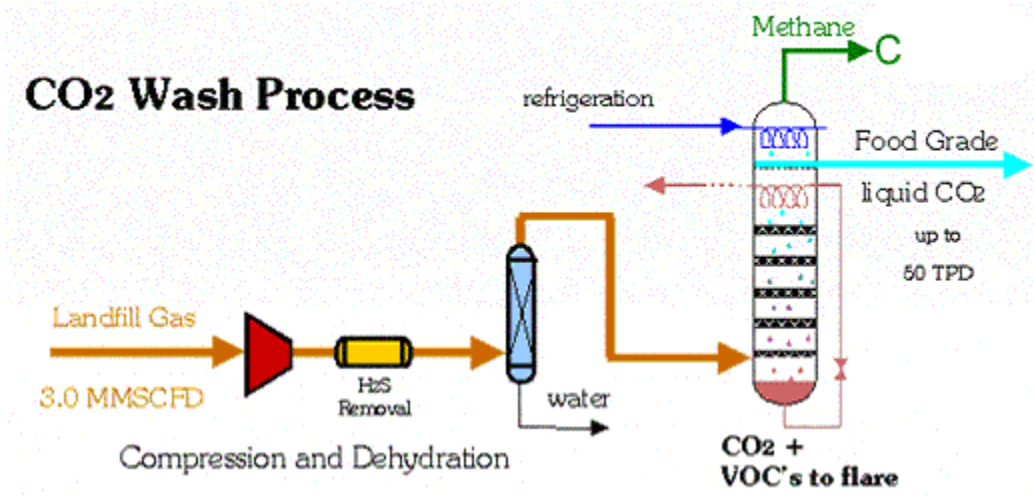 Methane
C
CO2 Wash Process
refrigeration
Food Grade
liquid CO2
up to
50 TPD
Landfill Gas
3.0 MMSCFD
H2S
Removal
water
Compression and Dehydration
CO2 +
VOC's to flare